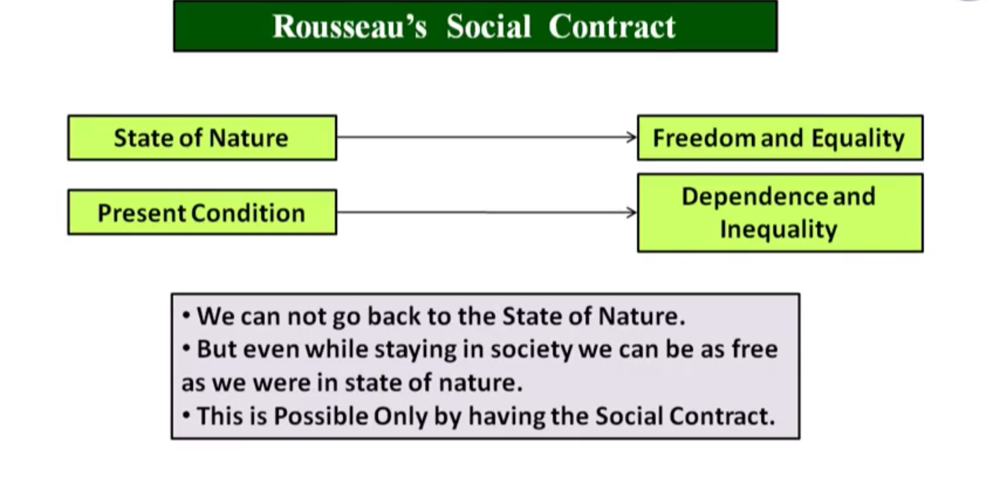 Rousseau’s Social Contract
State of Nature
Freedom and Equality
Present Condition
Dependence and
Inequality
• We can not go back to the State of Nature.
• But even while staying in society we can be as free
as we were in state of nature.
• This is Possible Only by having the Social Contract.